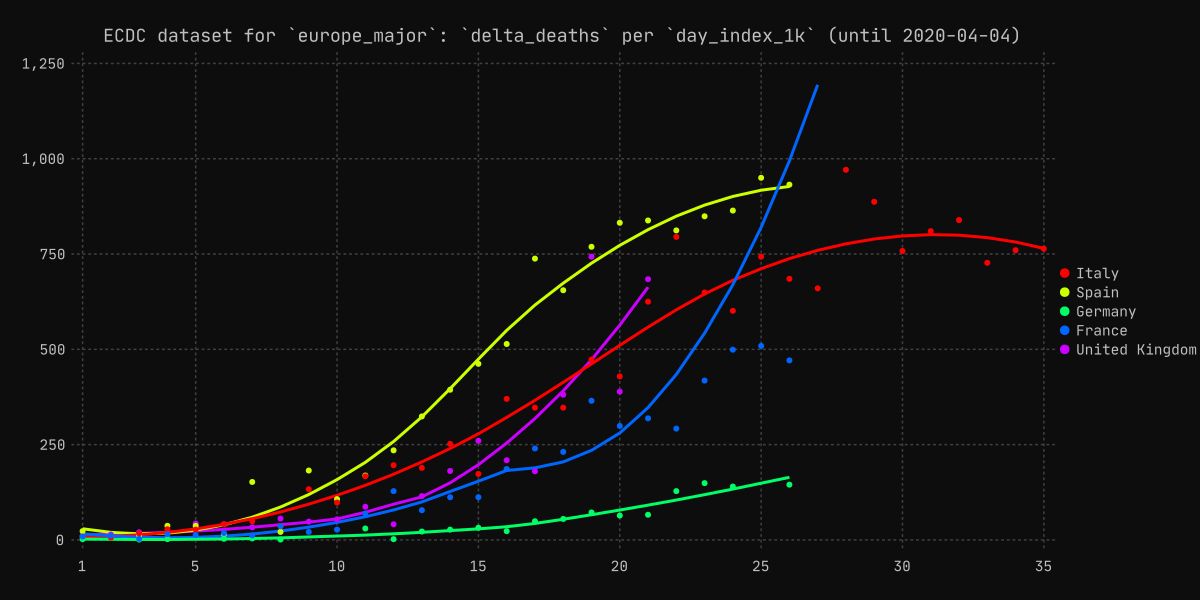 ECDC dataset for `europe_major`: `delta_deaths` per `day_index_1k` (until 2020-04-04)
1,250
1,000
750
500
250
0
1 5 10 15 20 25 30 35
Italy
Spain
Germany
France
United Kingdom